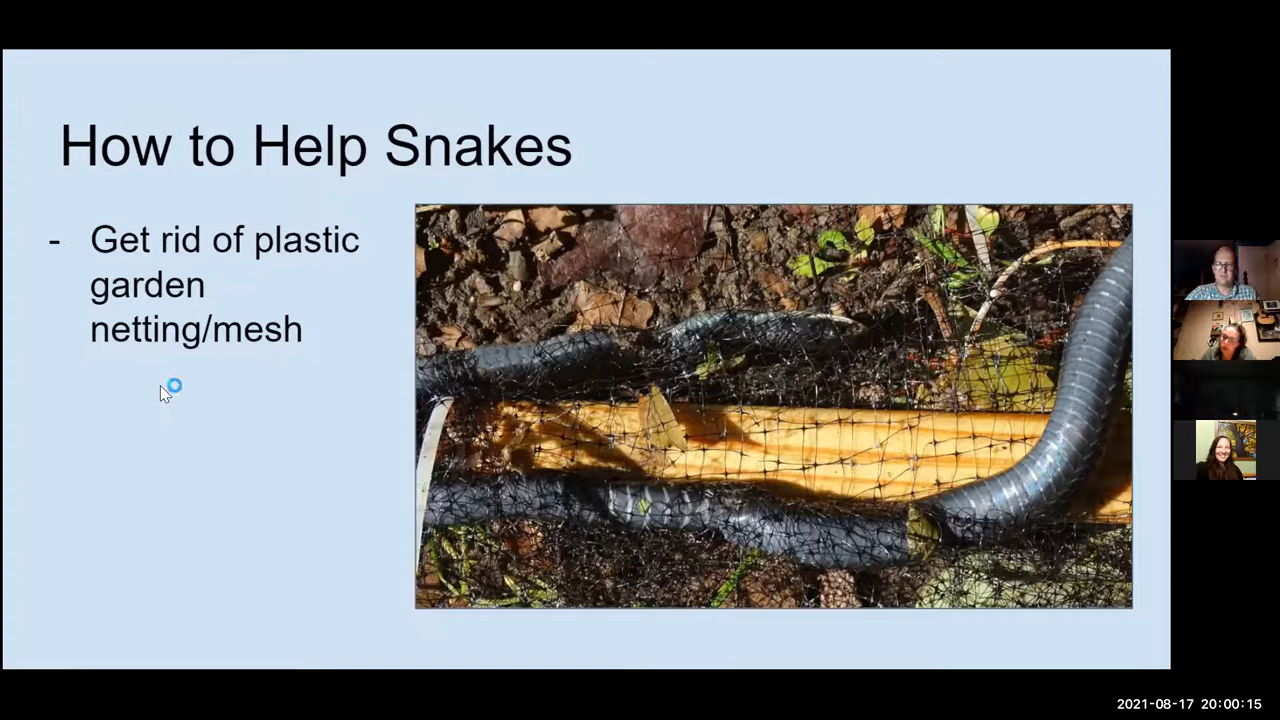 How to Help Snakes
- Get rid of plastic
garden
netting/mesh
2021-08-17 20:00:15